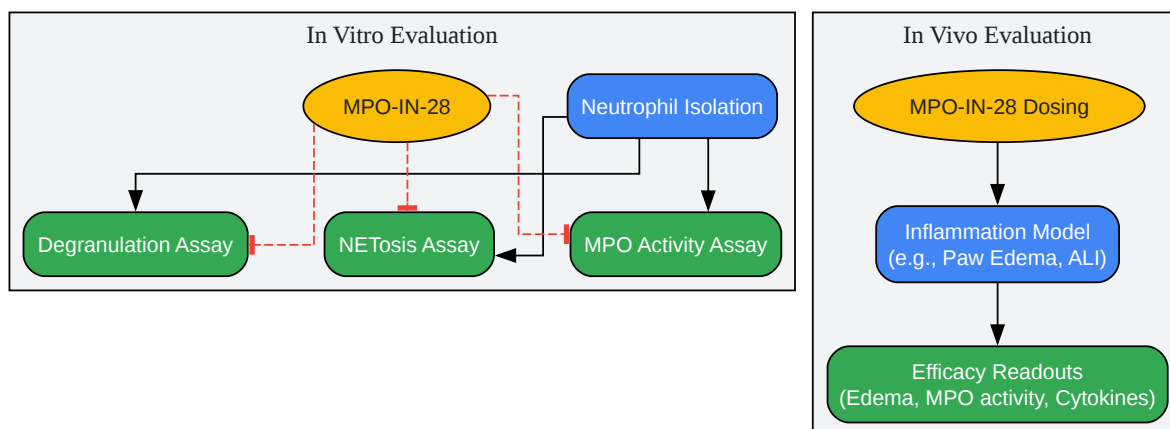 In Vitro Evaluation
MPO-IN-28
Neutrophil Isolation
Degranulation Assay
NETosis Assay
MPO Activity Assay
In Vivo Evaluation
MPO-IN-28 Dosing
Inflammation Model
(e.g., Paw Edema, ALI)
Efficacy Readouts
(Edema, MPO activity, Cytokines)